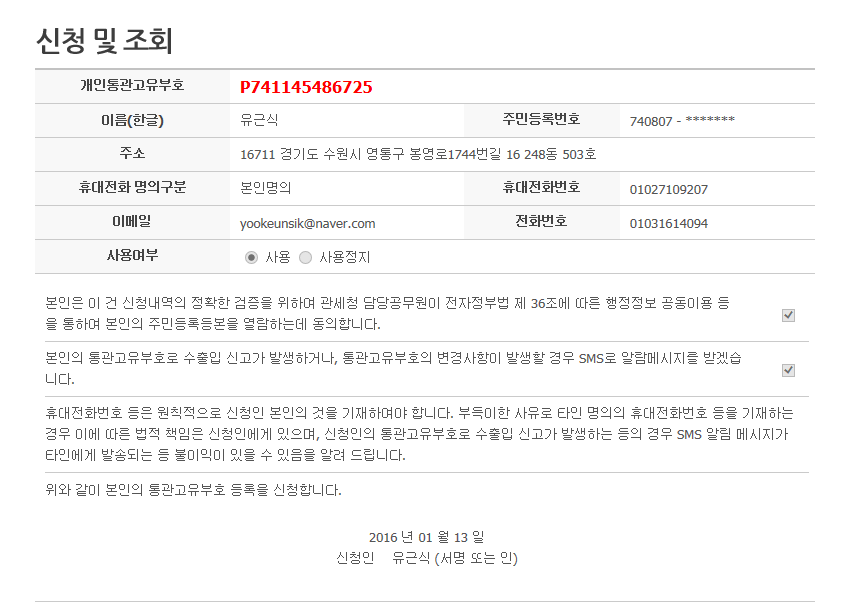 신청 및 조회
개인통관고유부호 P741145486725
이름(한글) 유근식 주민등록번호 740807 - *******
주소 16711 경기도 수원시 영통구 봉영로1744번길 16 248동 503호
휴대전화 명의구분 본인명의 휴대전화번호 01027109207
이메일 yookeunsik@naver.com 전화번호 01031614094
사용여부 사용 사용정지
본인은 이 건 신청내역의 정확한 검증을 위하여 관세청 담당공무원이 전자정부법 제 36조에 따른 행정정보 공동이용 등
을 통하여 본인의 주민등록등본을 열람하는데 동의합니다.
본인의 통관고유부호로 수출입 신고가 발생하거나, 통관고유부호의 변경사항이 발생할 경우 SMS로 알람메시지를 받겠습
니다.
휴대전화번호 등은 원칙적으로 신청인 본인의 것을 기재하여야 합니다. 부득이한 사유로 타인 명의의 휴대전화번호 등을 기재하는
경우 이에 따른 법적 책임은 신청인에게 있으며, 신청인의 통관고유부호로 수출입 신고가 발생하는 등의 경우 SMS 알림 메시지가
타인에게 발송되는 등 불이익이 있을 수 있음을 알려 드립니다.
위와 같이 본인의 통관고유부호 등록을 신청합니다.
2016 년 01 월 13 일
신청인 유근식 (서명 또는 인)